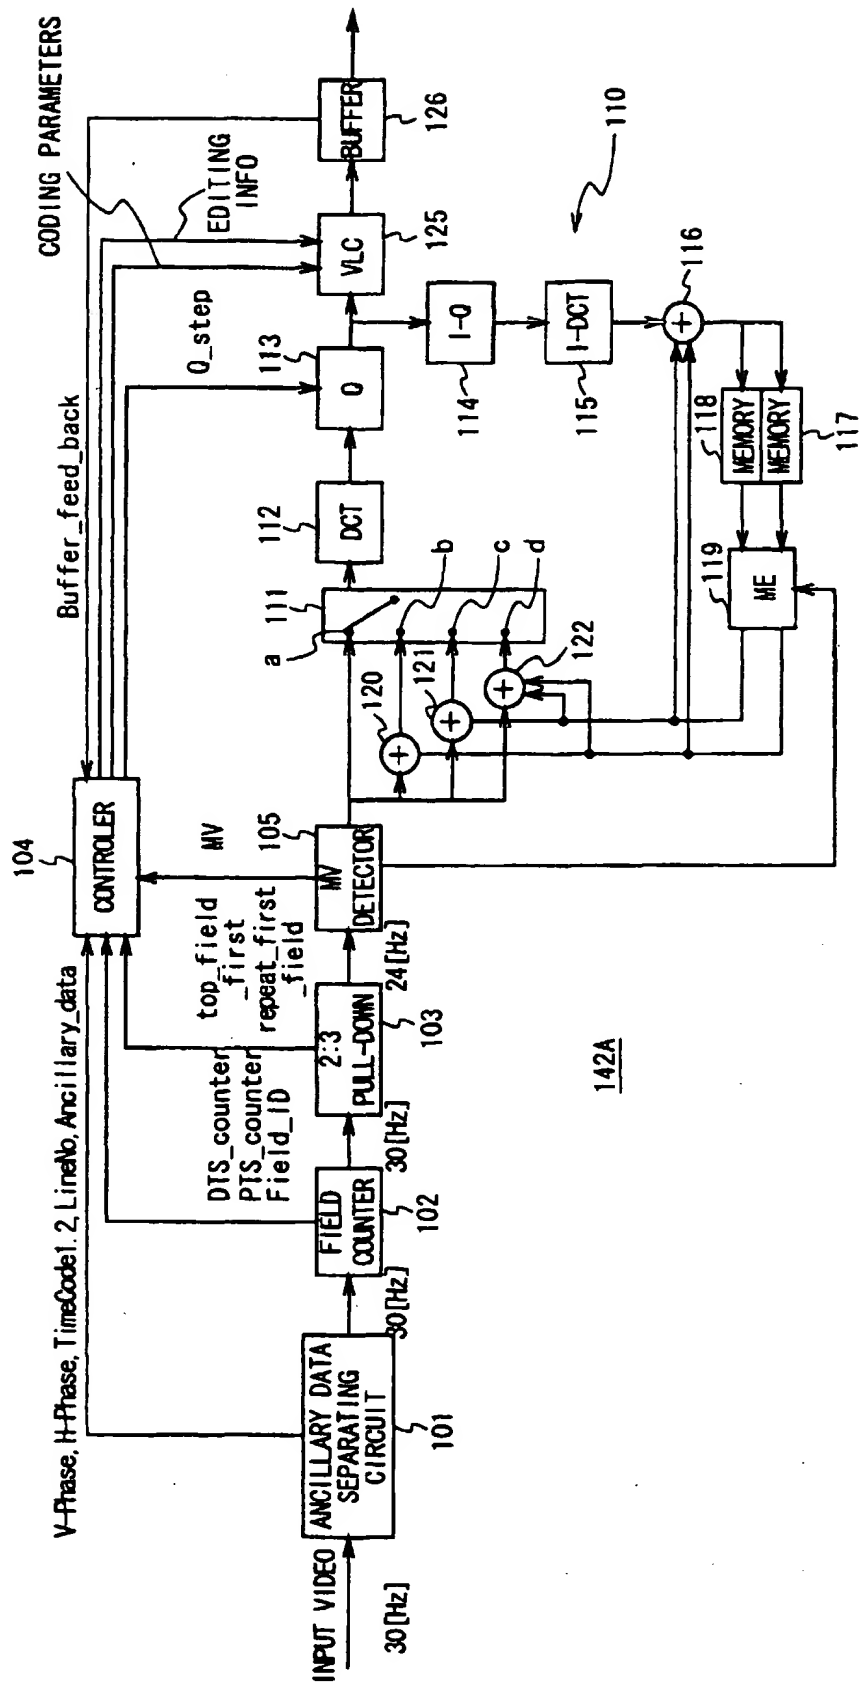 V-Phase, H-Phase, TimeCode1. 2, LineNo, Ancillary_data
Buffer_feed_back
CODING PARAMETERS
EDITING
INFO
Q_step
104
CONTROLER
MV
DTS_counter
PTS_counter
Field_ID
top_field
_first
repeat_first
_field
INPUT VIDEO
30[Hz]
ANCILLARY DATA
SEPARATING
CIRCUIT
101
30[Hz]
FIELD
COUNTER
102
30[Hz]
2:3
PULL-DOWN
103
24[Hz]
MV
DETECTOR
105
111
a
b
c
d
120
121
122
DCT
112
Q
113
VLC
125
BUFFER
126
I-Q
114
I-DCT
115
116
110
MEMORY
118
MEMORY
117
ME
119
142A